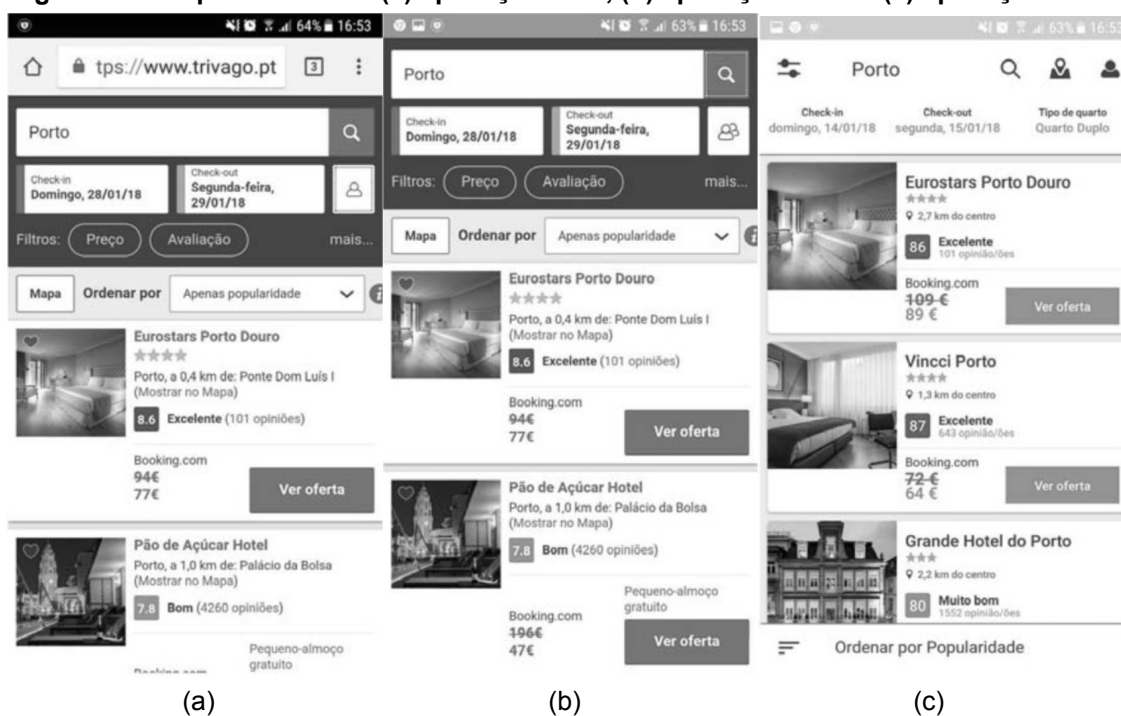 64% 16:53
tps://www.trivago.pt 3
Porto
Check-in
Domingo, 28/01/18
Check-out
Segunda-feira,
29/01/18
Filtros: Preço Avaliação mais...
Mapa Ordenar por Apenas popularidade
Eurostars Porto Douro
Porto, a 0,4 km de: Ponte Dom Luís I
(Mostrar no Mapa)
8.6 Excelente (101 opiniões)
Booking.com
94€
77€
Ver oferta
Pão de Açúcar Hotel
Porto, a 1,0 km de: Palácio da Bolsa
(Mostrar no Mapa)
7.8 Bom (4260 opiniões)
Pequeno-almoço
gratuito
(a)
63% 16:53
Porto
Check-in
Domingo, 28/01/18
Check-out
Segunda-feira,
29/01/18
Filtros: Preço Avaliação mais...
Mapa Ordenar por Apenas popularidade
Eurostars Porto Douro
Porto, a 0,4 km de: Ponte Dom Luís I
(Mostrar no Mapa)
8.6 Excelente (101 opiniões)
Booking.com
94€
77€
Ver oferta
Pão de Açúcar Hotel
Porto, a 1,0 km de: Palácio da Bolsa
(Mostrar no Mapa)
7.8 Bom (4260 opiniões)
Pequeno-almoço
gratuito
Booking.com
196€
47€
Ver oferta
(b)
63% 16:53
Porto
Check-in
domingo, 14/01/18
Check-out
segunda, 15/01/18
Tipo de quarto
Quarto Duplo
Eurostars Porto Douro
2,7 km do centro
86 Excelente
101 opinião/ões
Booking.com
109 €
89 €
Ver oferta
Vincci Porto
1,3 km do centro
87 Excelente
643 opinião/ões
Booking.com
72 €
64 €
Ver oferta
Grande Hotel do Porto
2,2 km do centro
80 Muito bom
1552 opinião/ões
Ordenar por Popularidade
(c)